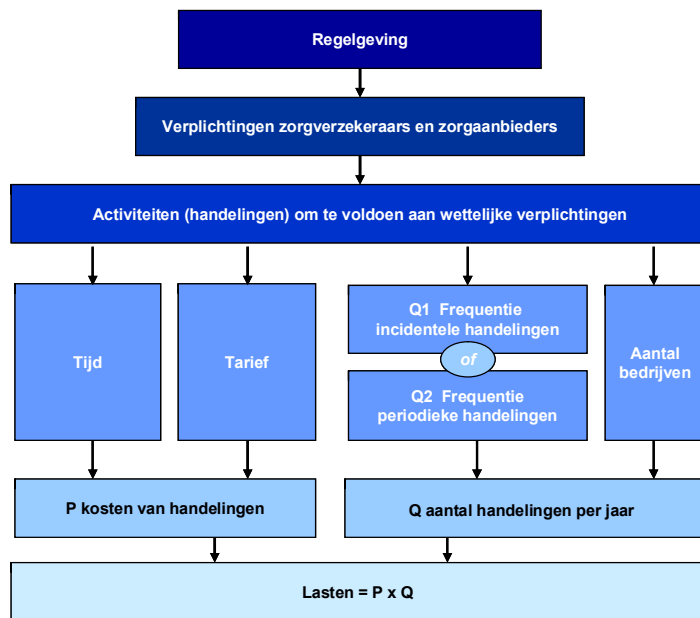 Regelgeving
Verplichtingen zorgverzekeraars en zorgaanbieders
Activiteiten (handelingen) om te voldoen aan wettelijke verplichtingen
Tijd
Tarief
Q1 Frequentie
incidentele handelingen
of
Q2 Frequentie
periodieke handelingen
Aantal
bedrijven
P kosten van handelingen
Q aantal handelingen per jaar
Lasten = P x Q